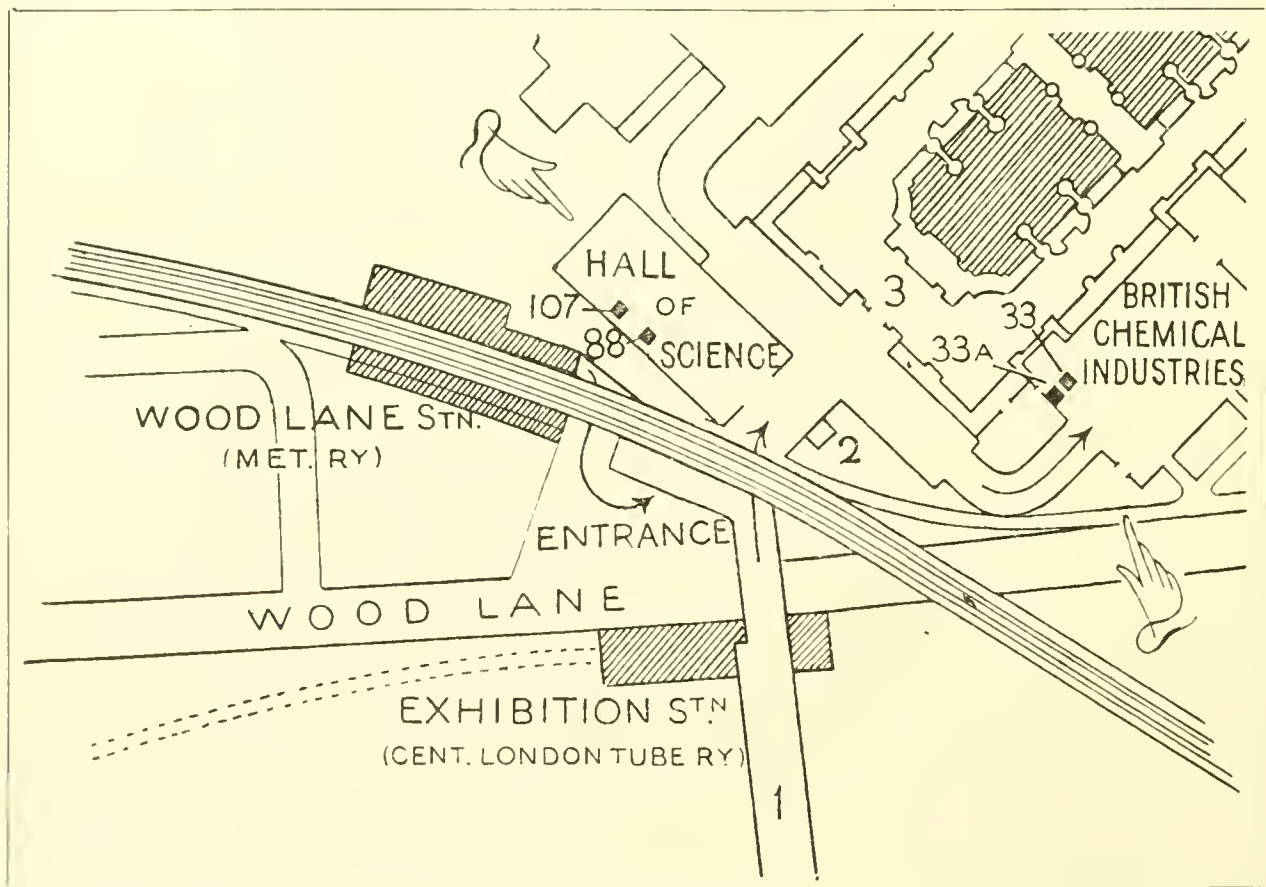 HALL
OF
SCIENCE
107
88
3
33
33A
BRITISH
CHEMICAL
INDUSTRIES
2
WOOD LANE STN.
(MET. RY)
ENTRANCE
WOOD LANE
EXHIBITION STN.
(CENT. LONDON TUBE RY)
1